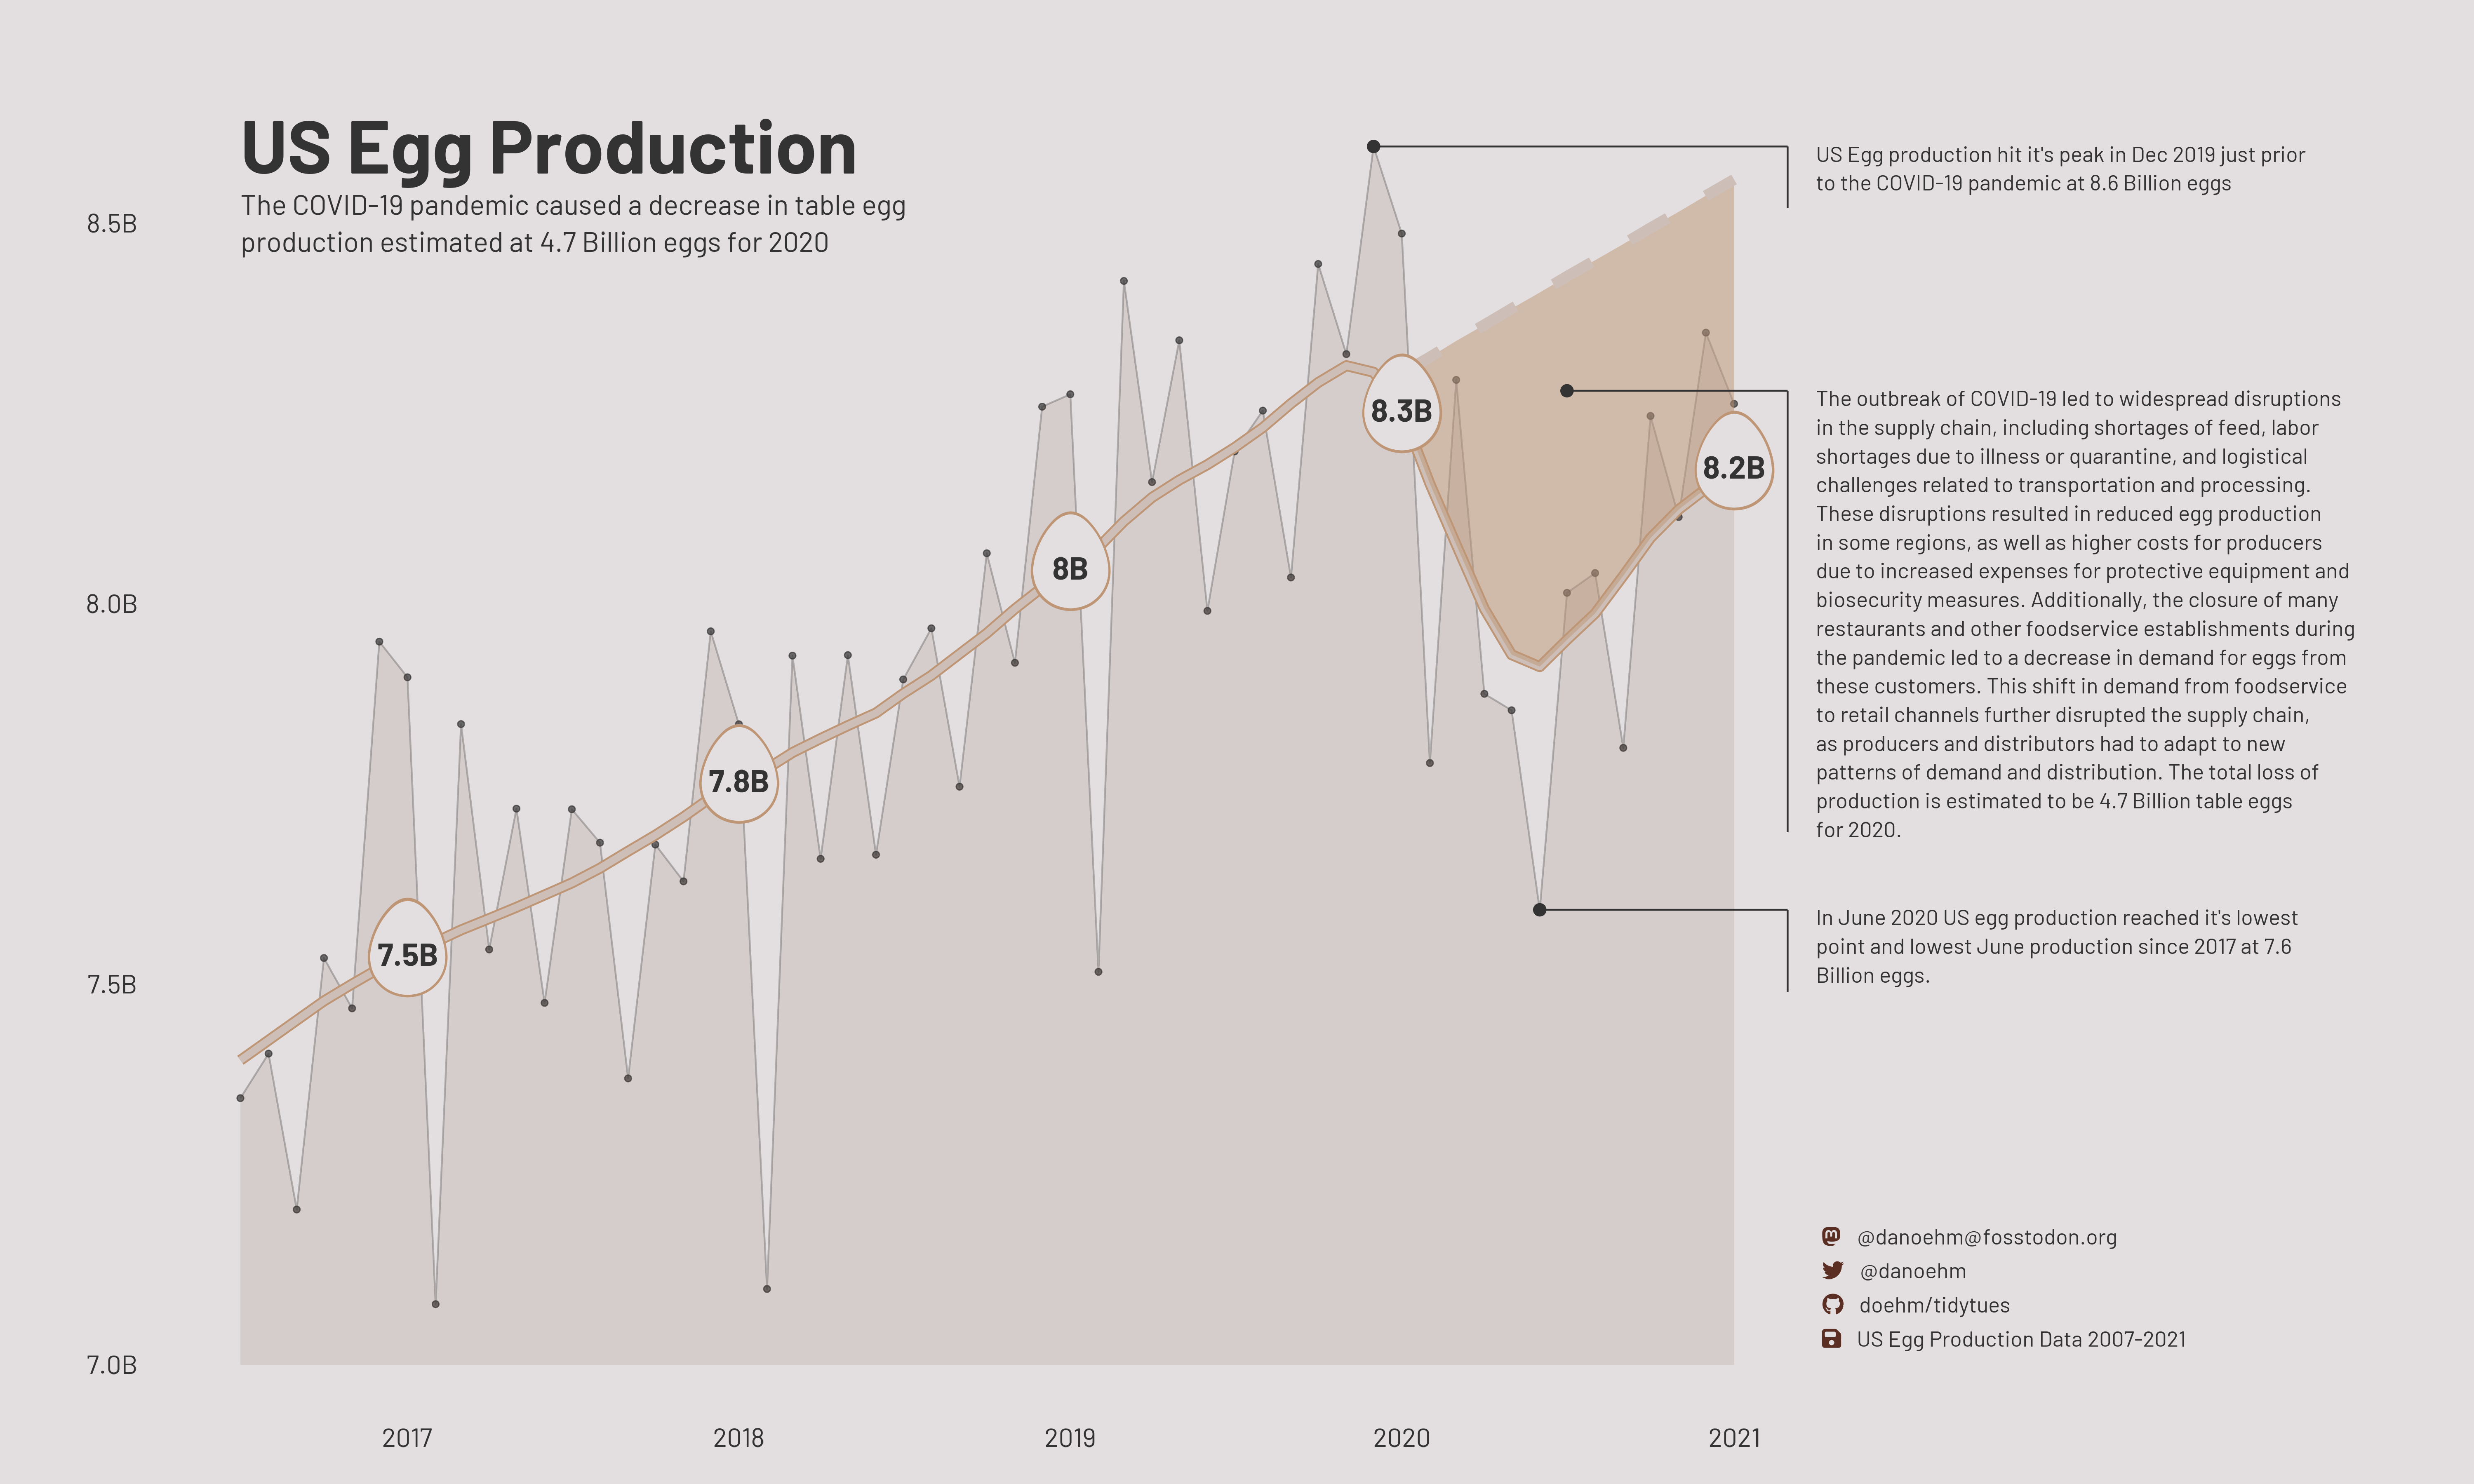 US Egg Production
The COVID-19 pandemic caused a decrease in table egg
production estimated at 4.7 Billion eggs for 2020
8.5B
8.0B
7.5B
7.0B
7.5B
7.8B
8B
8.3B
8.2B
2017
2018
2019
2020
2021
US Egg production hit it's peak in Dec 2019 just prior
to the COVID-19 pandemic at 8.6 Billion eggs
The outbreak of COVID-19 led to widespread disruptions
in the supply chain, including shortages of feed, labor
shortages due to illness or quarantine, and logistical
challenges related to transportation and processing.
These disruptions resulted in reduced egg production
in some regions, as well as higher costs for producers
due to increased expenses for protective equipment and
biosecurity measures. Additionally, the closure of many
restaurants and other foodservice establishments during
the pandemic led to a decrease in demand for eggs from
these customers. This shift in demand from foodservice
to retail channels further disrupted the supply chain,
as producers and distributors had to adapt to new
patterns of demand and distribution. The total loss of
production is estimated to be 4.7 Billion table eggs
for 2020.
In June 2020 US egg production reached it's lowest
point and lowest June production since 2017 at 7.6
Billion eggs.
@danoehm@fosstodon.org
@danoehm
doehm/tidytues
US Egg Production Data 2007-2021